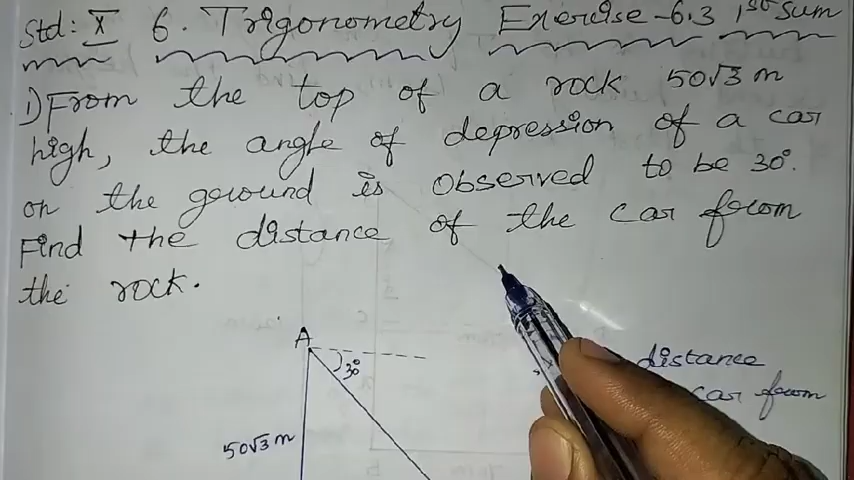 Std: X 6. Trigonometry Exercise-6.3 1st Sum
1) From the top of a rock 50√3 m
high, the angle of depression of a car
on the ground is observed to be 30°.
Find the distance of the car from
the rock.
A
30°
50√3 m
distance
car from